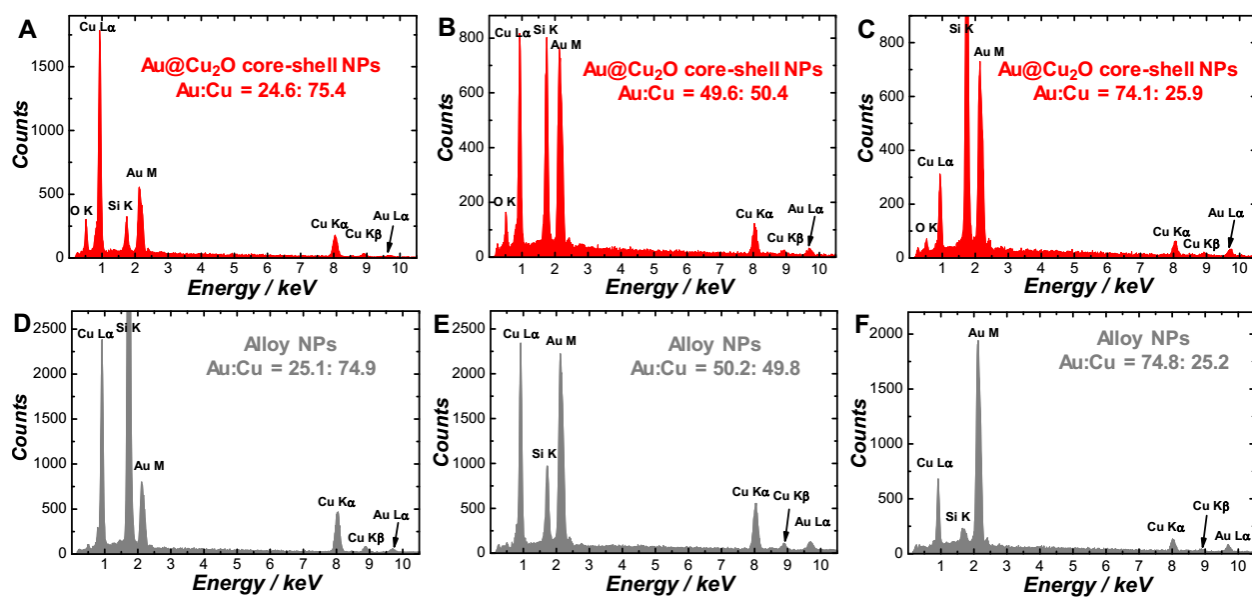 A
Cu Lα
Au@Cu₂O core-shell NPs
Au:Cu = 24.6: 75.4
O K
Si K
Au M
Cu Kα
Cu Kβ
Au Lα
Counts
0
500
1000
1500
1 2 3 4 5 6 7 8 9 10
Energy / keV
B
Cu Lα
Si K
Au M
Au@Cu₂O core-shell NPs
Au:Cu = 49.6: 50.4
O K
Cu Kα
Cu Kβ
Au Lα
Counts
0
200
400
600
800
1 2 3 4 5 6 7 8 9 10
Energy / keV
C
Si K
Au M
Au@Cu₂O core-shell NPs
Au:Cu = 74.1: 25.9
Cu Lα
O K
Cu Kα
Cu Kβ
Au Lα
Counts
0
200
400
600
800
1 2 3 4 5 6 7 8 9 10
Energy / keV
D
Cu Lα
Si K
Alloy NPs
Au:Cu = 25.1: 74.9
Au M
Cu Kα
Cu Kβ
Au Lα
Counts
0
500
1000
1500
2000
2500
1 2 3 4 5 6 7 8 9 10
Energy / keV
E
Cu Lα
Au M
Alloy NPs
Au:Cu = 50.2: 49.8
Si K
Cu Kα
Cu Kβ
Au Lα
Counts
0
500
1000
1500
2000
2500
1 2 3 4 5 6 7 8 9 10
Energy / keV
F
Au M
Alloy NPs
Au:Cu = 74.8: 25.2
Cu Lα
Si K
Cu Kα
Cu Kβ
Au Lα
Counts
0
500
1000
1500
2000
1 2 3 4 5 6 7 8 9 10
Energy / keV